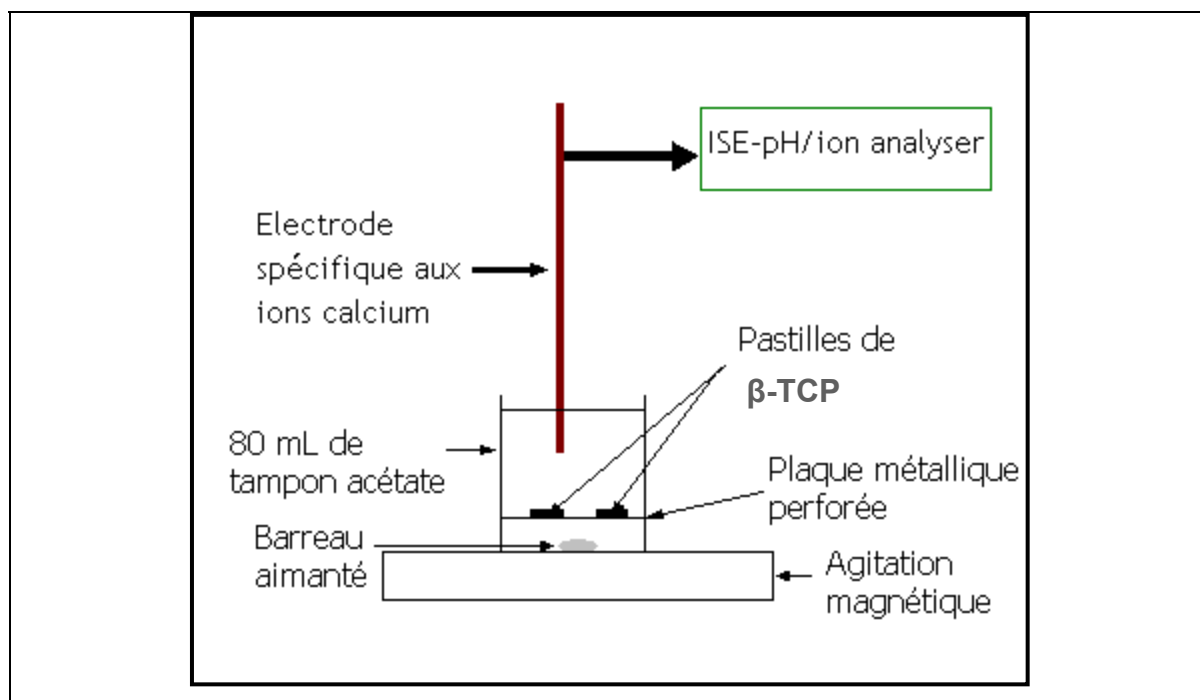 ISE-pH/ion analyser
Electrode
spécifique aux
ions calcium
Pastilles de
β-TCP
80 mL de
tampon acétate
Plaque métallique
perforée
Barreau
aimanté
Agitation
magnétique